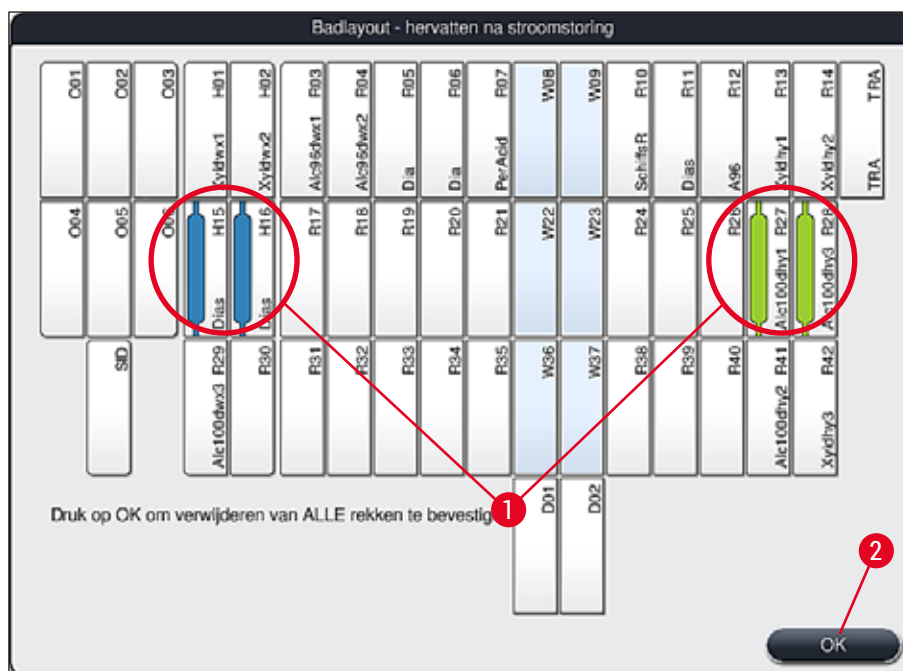 Badlayout - hervatten na stroomstoring
O01
O02
O03
Xyldwx1 H01
Xyldwx2 H02
Alc96dwx1 R03
Alc96dwx2 R04
Dia R05
Dia R06
PerAcid R07
W08
W09
SchiffsR R10
Dias R11
A96 R12
Xyldhy1 R13
Xyldhy2 R14
TRA TRA
O04
O05
O06
Dias H15
Dias H16
R17
R18
R19
R20
R21
W22
W23
R24
R25
R26
Alc100dhy1 R27
Alc100dhy3 R28
SID
Alc100dwx3 R29
R30
R31
R32
R33
R34
R35
W36
W37
R38
R39
R40
Alc100dhy2 R41
Xyldhy3 R42
D01
D02
Druk op OK om verwijderen van ALLE rekken te bevestig
1
2
OK